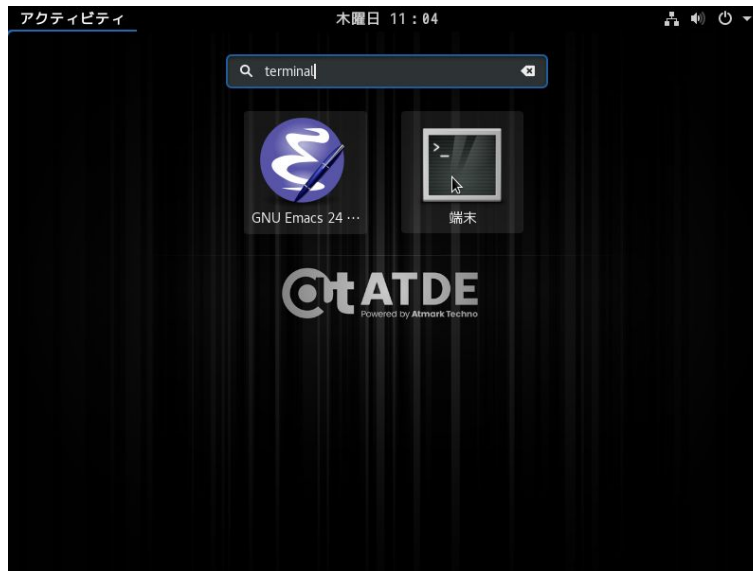 アクティビティ
木曜日 11：04
terminal
GNU Emacs 24 …
端末
at ATDE
Powered by Atmark Techno